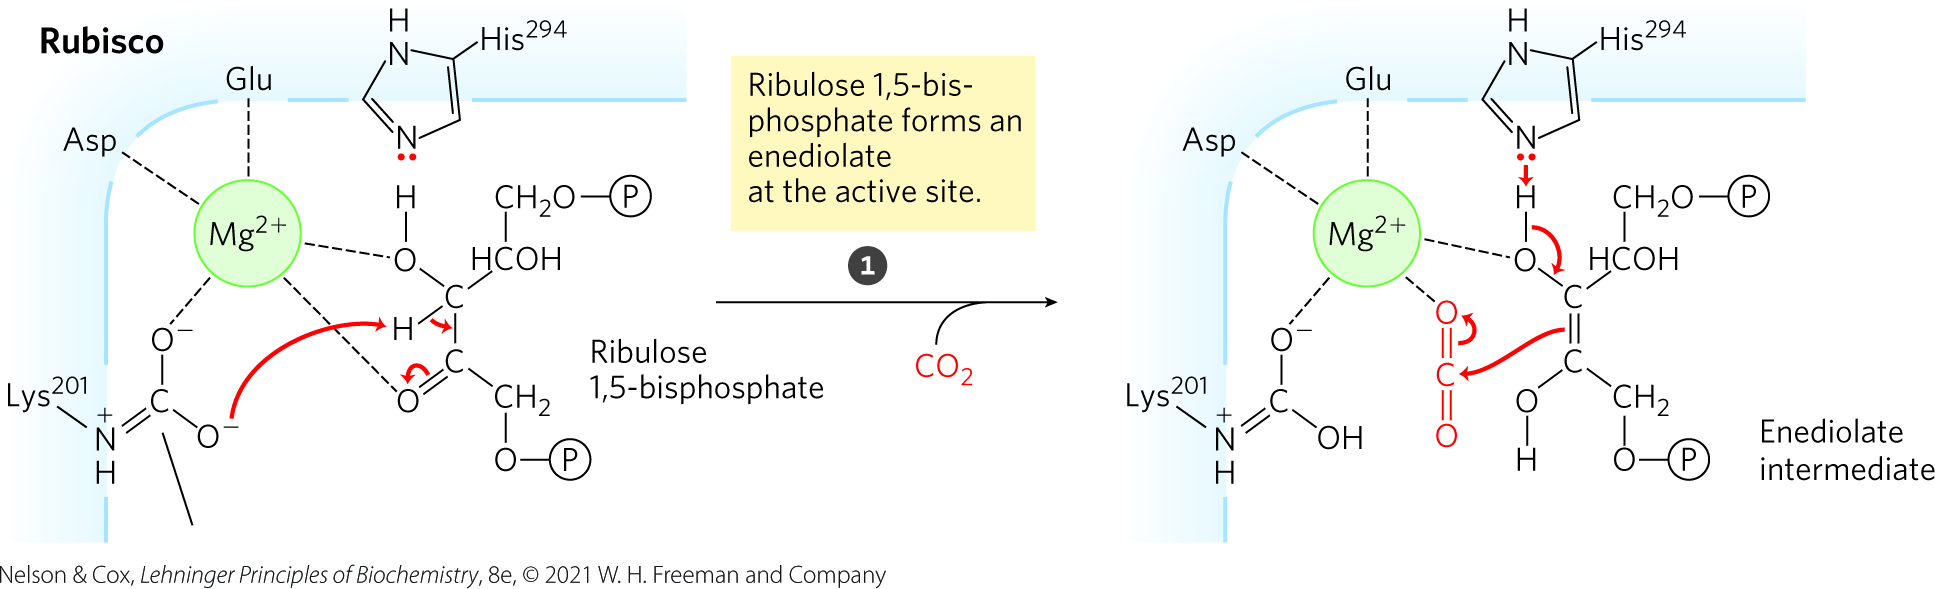 Rubisco
H
N
His294
Glu
N
Asp
H
CH2O P
Mg2+
O
HCOH
C
H
O−
C
Lys201
+
C
O
CH2
N
O−
H
O P
Ribulose
1,5-bisphosphate
Ribulose 1,5-bis-
phosphate forms an
enediolate
at the active site.
1
CO2
H
N
His294
Glu
N
Asp
H
CH2O P
Mg2+
O
HCOH
C
O
O−
C
C
Lys201
+
C
O
CH2
N
OH
O
H
H
O P
Enediolate
intermediate
Nelson & Cox, Lehninger Principles of Biochemistry, 8e, © 2021 W. H. Freeman and Company